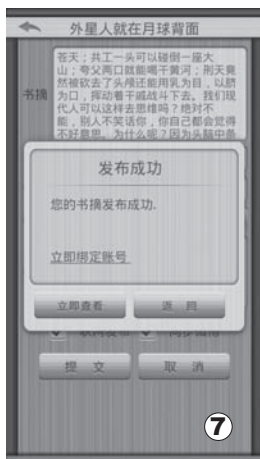 外星人就在月球背面
苍天；共工一头可以碰倒一座大
山；夸父两口就能喝干黄河；刑天竟
然被砍去了头颅还能用乳为目，以脐
书摘
为口，挥动着干戚战斗下去。我们现
代人可以这样去思维吗？绝对不
能，别人不笑话你，你自己都会觉得
不好意思。为什么呢？因为头脑中条
发布成功
您的书摘发布成功.
立即绑定账号
立即查看
返 回
提 交
取 消
7